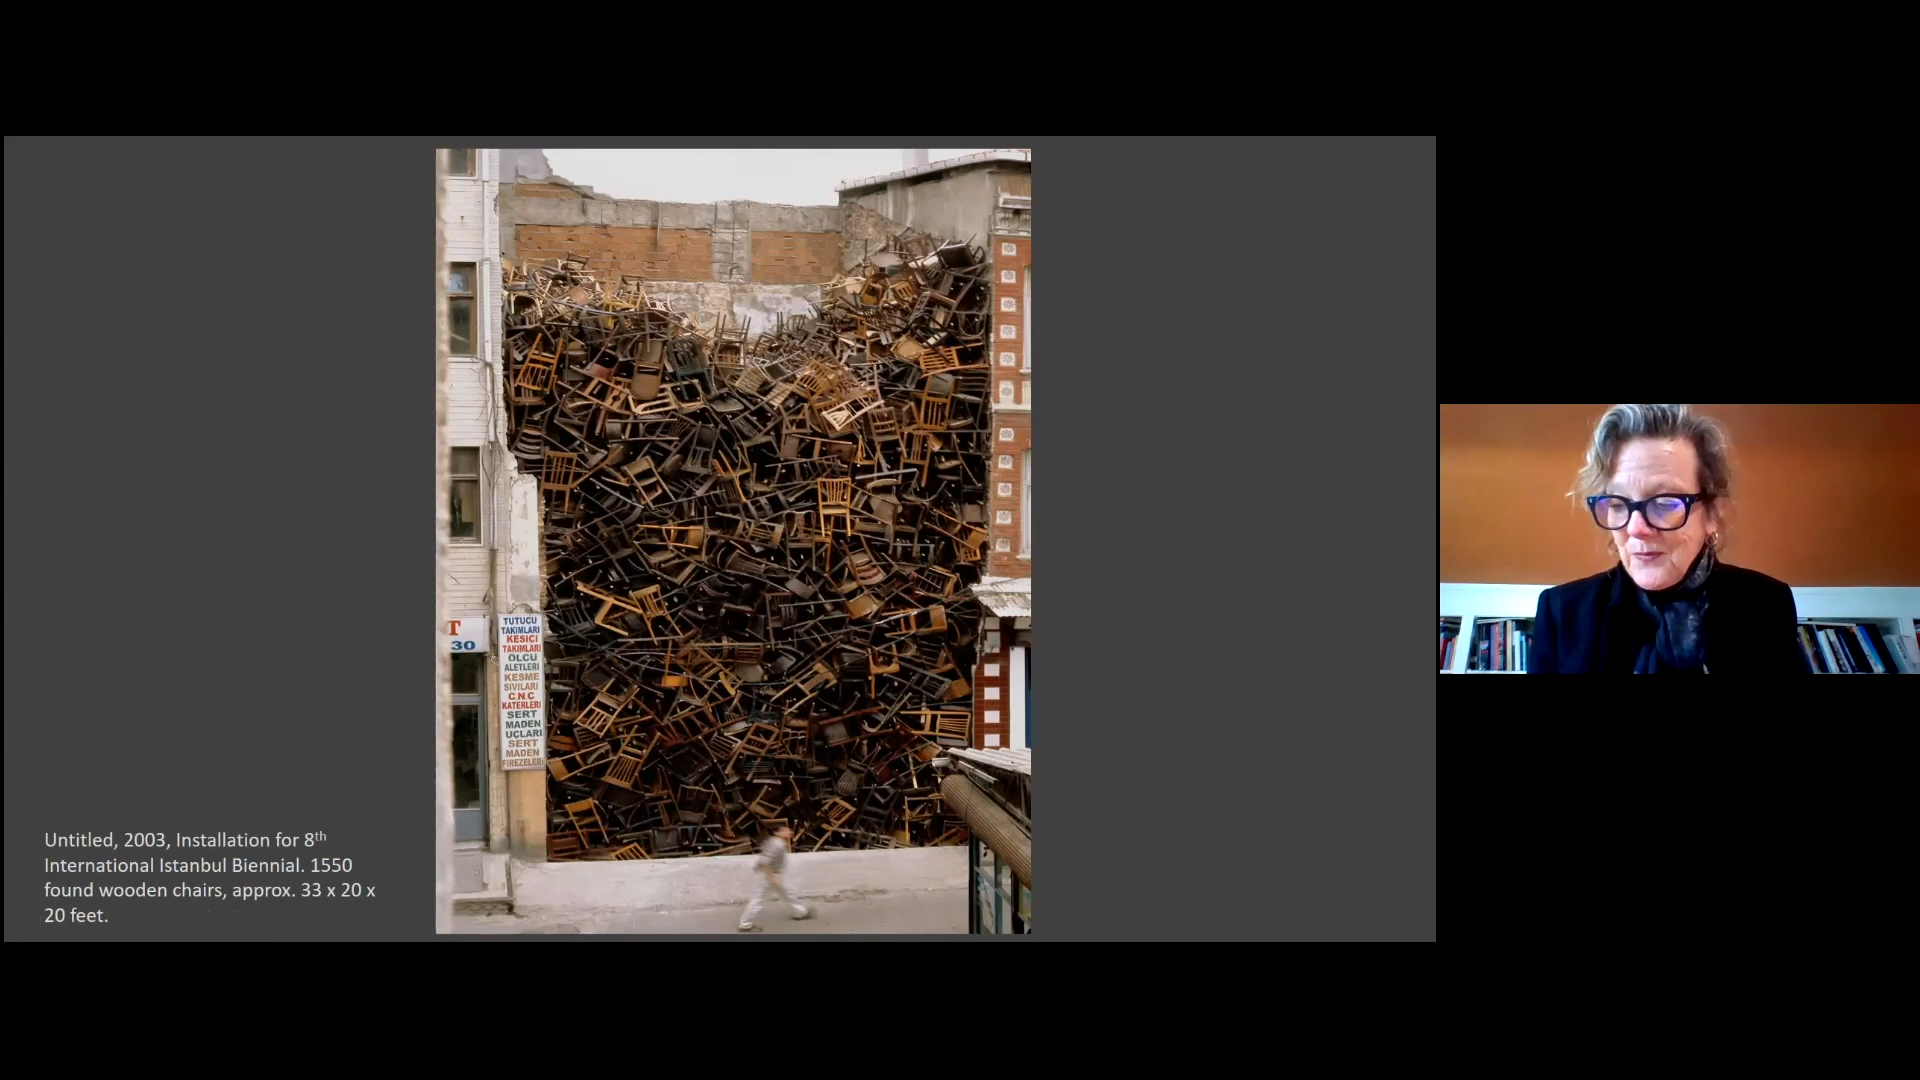 T
30
TUTUCU
TAKIMLARI
KESICI
TAKIMLARI
OLCU
ALETLERI
KESME
SIVILARI
C.N.C
KATERLERI
SERT
MADEN
UCLARI
SERT
MADEN
FIREZELERI
Untitled, 2003, Installation for 8th
International Istanbul Biennial. 1550
found wooden chairs, approx. 33 x 20 x
20 feet.